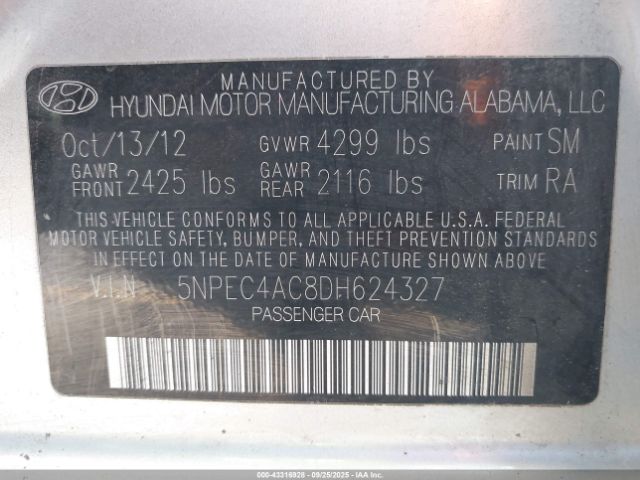 MANUFACTURED BY
HYUNDAI MOTOR MANUFACTURING ALABAMA, LLC
Oct/13/12 GVWR 4299 lbs PAINT SM
GAWR FRONT 2425 lbs GAWR REAR 2116 lbs TRIM RA
THIS VEHICLE CONFORMS TO ALL APPLICABLE U.S.A. FEDERAL
MOTOR VEHICLE SAFETY, BUMPER, AND THEFT PREVENTION STANDARDS
IN EFFECT ON THE DATE OF MANUFACTURE SHOWN ABOVE.
V.I.N 5NPEC4AC8DH624327
PASSENGER CAR
000-43316928 - 09/25/2025 - COPART.COM